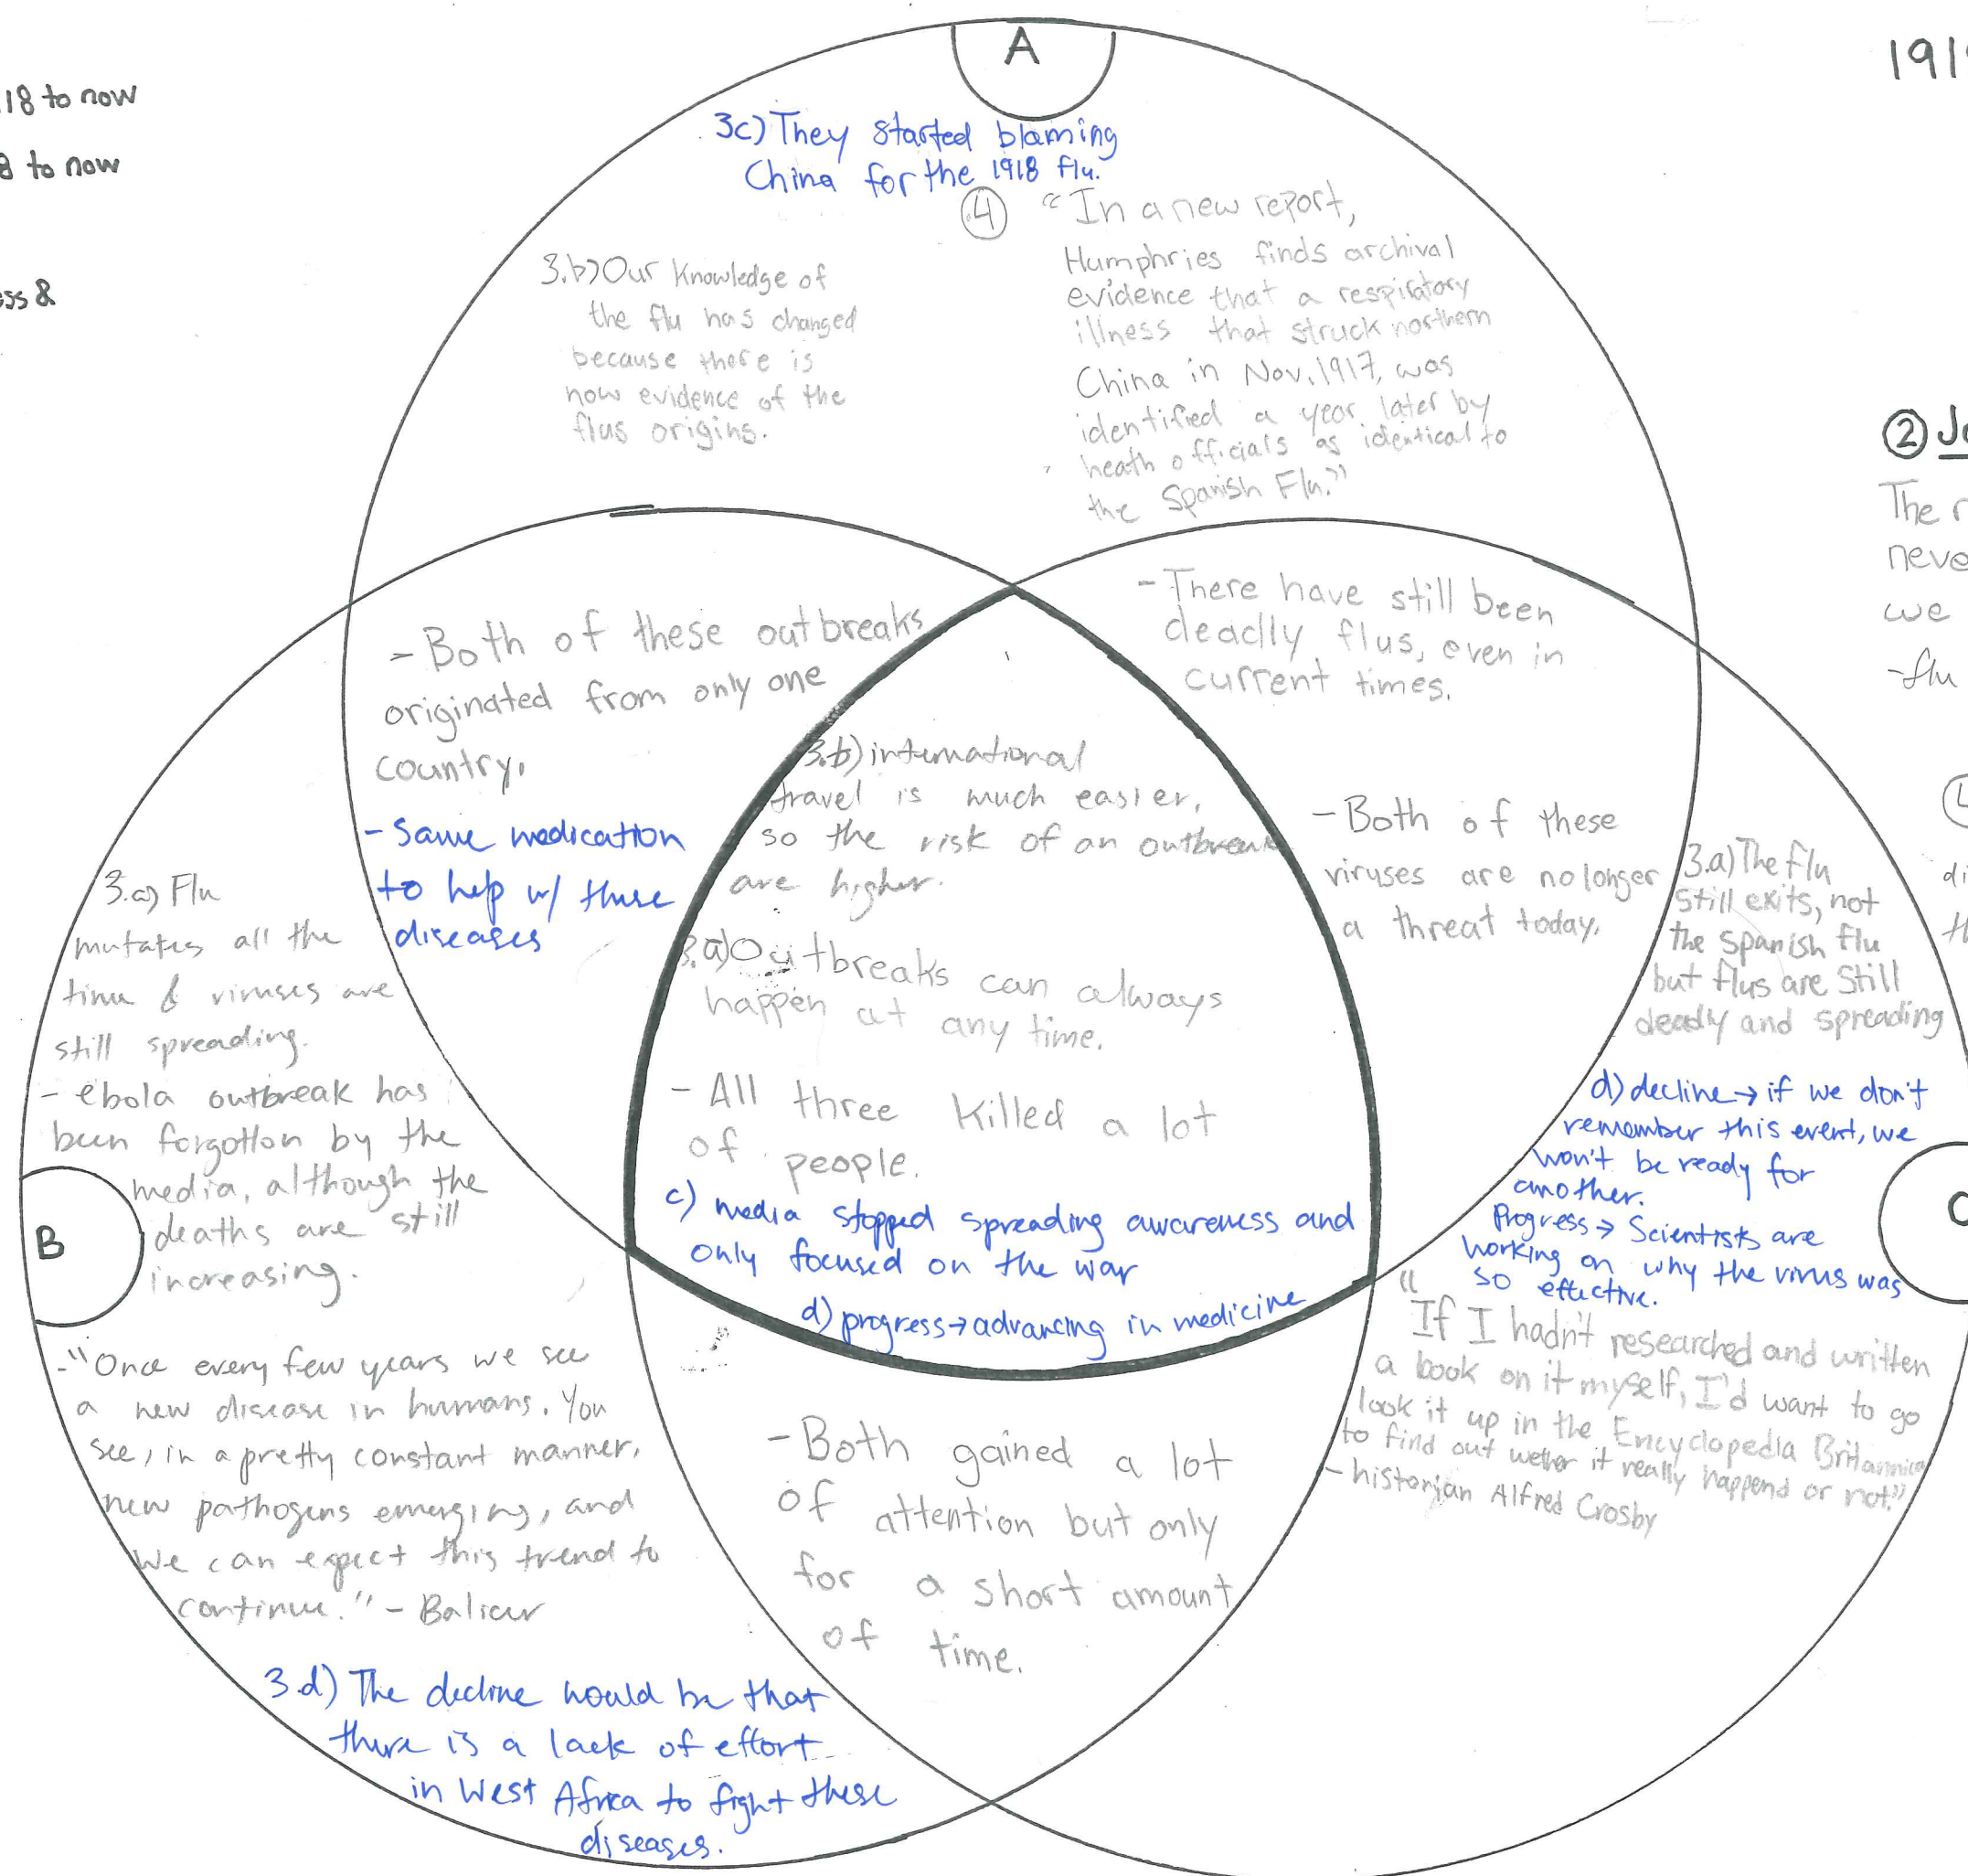 18 to now
8 to now
ss &
191
② J
The r
neve
we
-flu
di
A
3c) They started blaming
China for the 1918 flu.
3.b) Our knowledge of
the flu has changed
because there is
now evidence of the
flus origins.
④ "In a new report,
Humphries finds archival
evidence that a respiratory
illness that struck northern
China in Nov. 1917, was
identified a year later by
heath officials as identical to
the Spanish Flu."
- Both of these outbreaks
originated from only one
country.
- Same medication
to help w/ these
diseases
- There have still been
deadlly flus, even in
current times.
- Both of these
viruses are no longer
a threat today.
3.b) international
travel is much easier,
so the risk of an outbreak
are higher.
3.a) Outbreaks can always
happen at any time.
- All three killed a lot
of people.
c) media stopped spreading awareness and
only focused on the war
d) progress → advancing in medicine
3.a) Flu
mutates all the
time & viruses are
still spreading.
- ebola outbreak has
been forgotton by the
media, although the
deaths are still
increasing.
B
-"Once every few years we see
a new disease in humans. You
see, in a pretty constant manner,
new pathogens emerging, and
we can expect this trend to
continue." - Balicer
3.d) The decline would be that
there is a lack of effort
in West Africa to fight these
diseases.
- Both gained a lot
of attention but only
for a short amount
of time.
3.a) The flu
still exits, not
the spanish flu
but flus are still
deadly and spreading
d) decline → if we don't
remember this event, we
won't be ready for
another.
Progress → Scientists are
working on why the virus was
so effective.
C
"If I hadn't researched and written
a book on it myself, I'd want to go
look it up in the Encyclopedia Britannica
to find out wether it really happend or not."
- historian Alfred Crosby